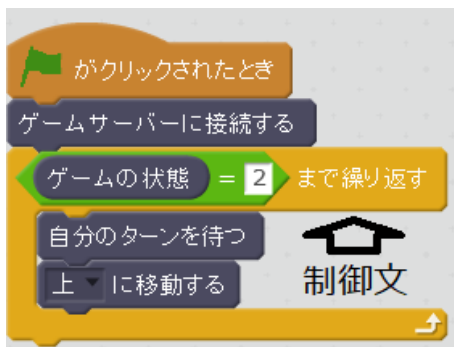 がクリックされたとき
ゲームサーバーに接続する
ゲームの状態 = 2 まで繰り返す
自分のターンを待つ
上 に移動する
制御文